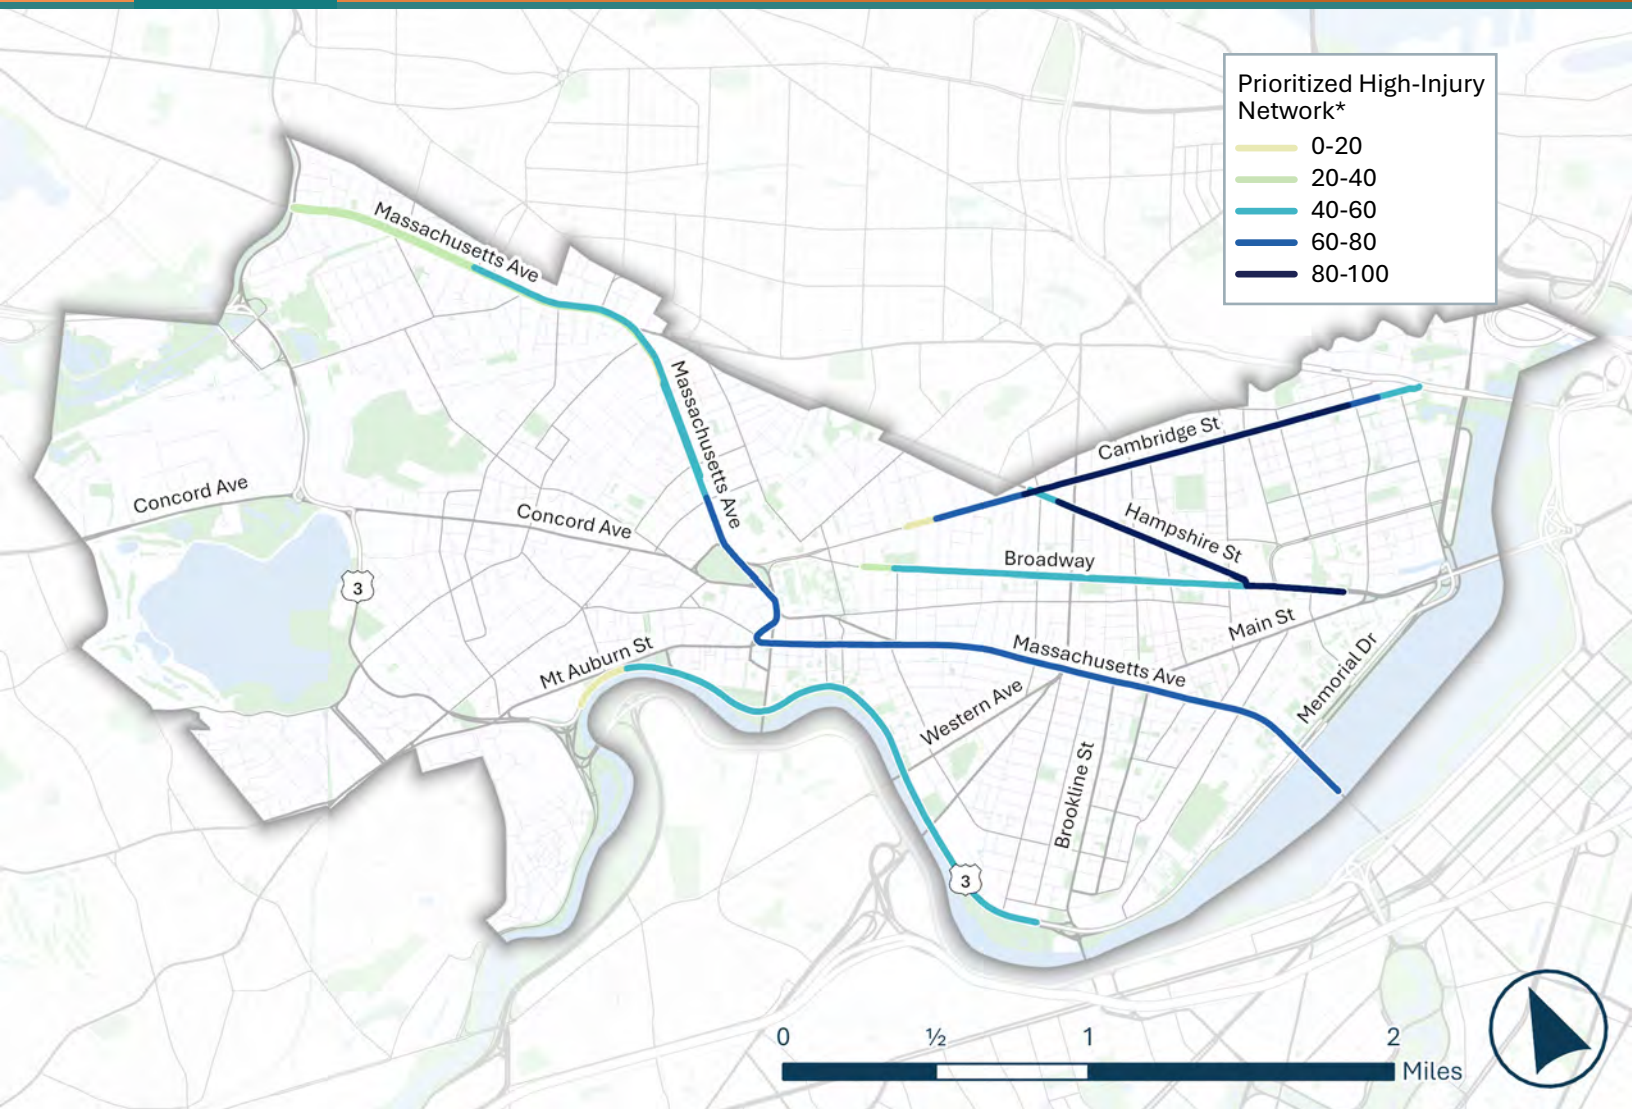 Prioritized High-Injury
Network*
0-20
20-40
40-60
60-80
80-100
Massachusetts Ave
Massachusetts Ave
Cambridge St
Concord Ave
Concord Ave
Hampshire St
Broadway
3
Main St
Mt Auburn St
Massachusetts Ave
Memorial Dr
Western Ave
Brookline St
3
0 ½ 1 2
Miles